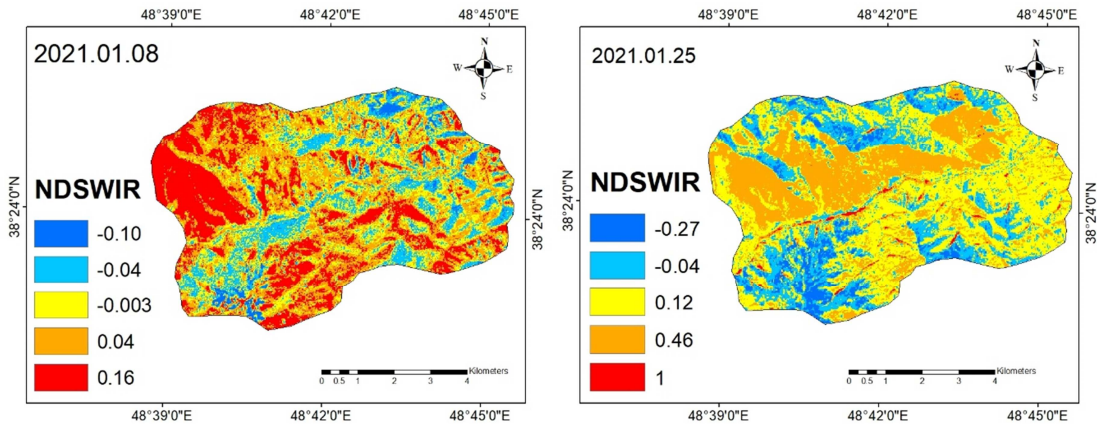 48°39'0"E 48°42'0"E 48°45'0"E
2021.01.08
N
W E
S
NDSWIR
-0.10
-0.04
-0.003
0.04
0.16
38°24'0"N
38°24'0"N
Kilometers
0 0.5 1 2 3 4
48°39'0"E 48°42'0"E 48°45'0"E
48°39'0"E 48°42'0"E 48°45'0"E
2021.01.25
N
W E
S
NDSWIR
-0.27
-0.04
0.12
0.46
1
38°24'0"N
38°24'0"N
Kilometers
0 0.5 1 2 3 4
48°39'0"E 48°42'0"E 48°45'0"E